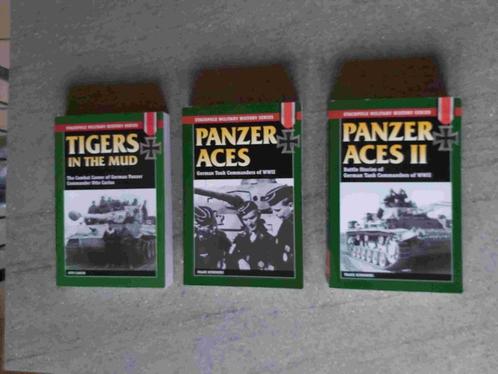 STACKPOLE MILITARY HISTORY SERIES
TIGERS
IN THE MUD
The Combat Career of German Panzer
Commander Otto Carius
OTTO CARIUS
STACKPOLE MILITARY HISTORY SERIES
PANZER
ACES
German Tank Commanders of WWII
FRANZ KUROWSKI
STACKPOLE MILITARY HISTORY SERIES
PANZER
ACES II
Battle Stories of
German Tank Commanders of WWII
FRANZ KUROWSKI